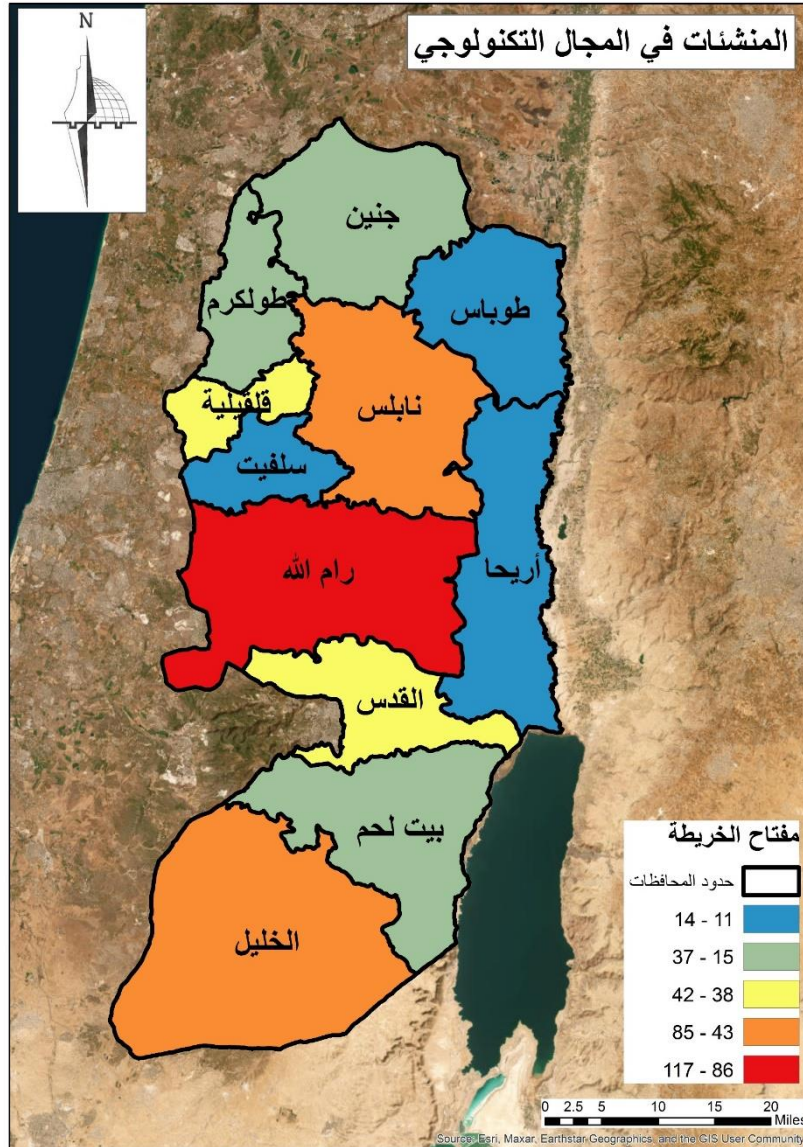 المنشئات في المجال التكنولوجي
N
جنين
طوباس
طولكرم
قلقيلية
نابلس
سلفيت
أريحا
رام الله
القدس
بيت لحم
الخليل
مفتاح الخريطة
حدود المحافظات
14 - 11
37 - 15
42 - 38
85 - 43
117 - 86
0 2.5 5 10 15 20
Miles
Source: Esri, Maxar, Earthstar Geographics, and the GIS User Community